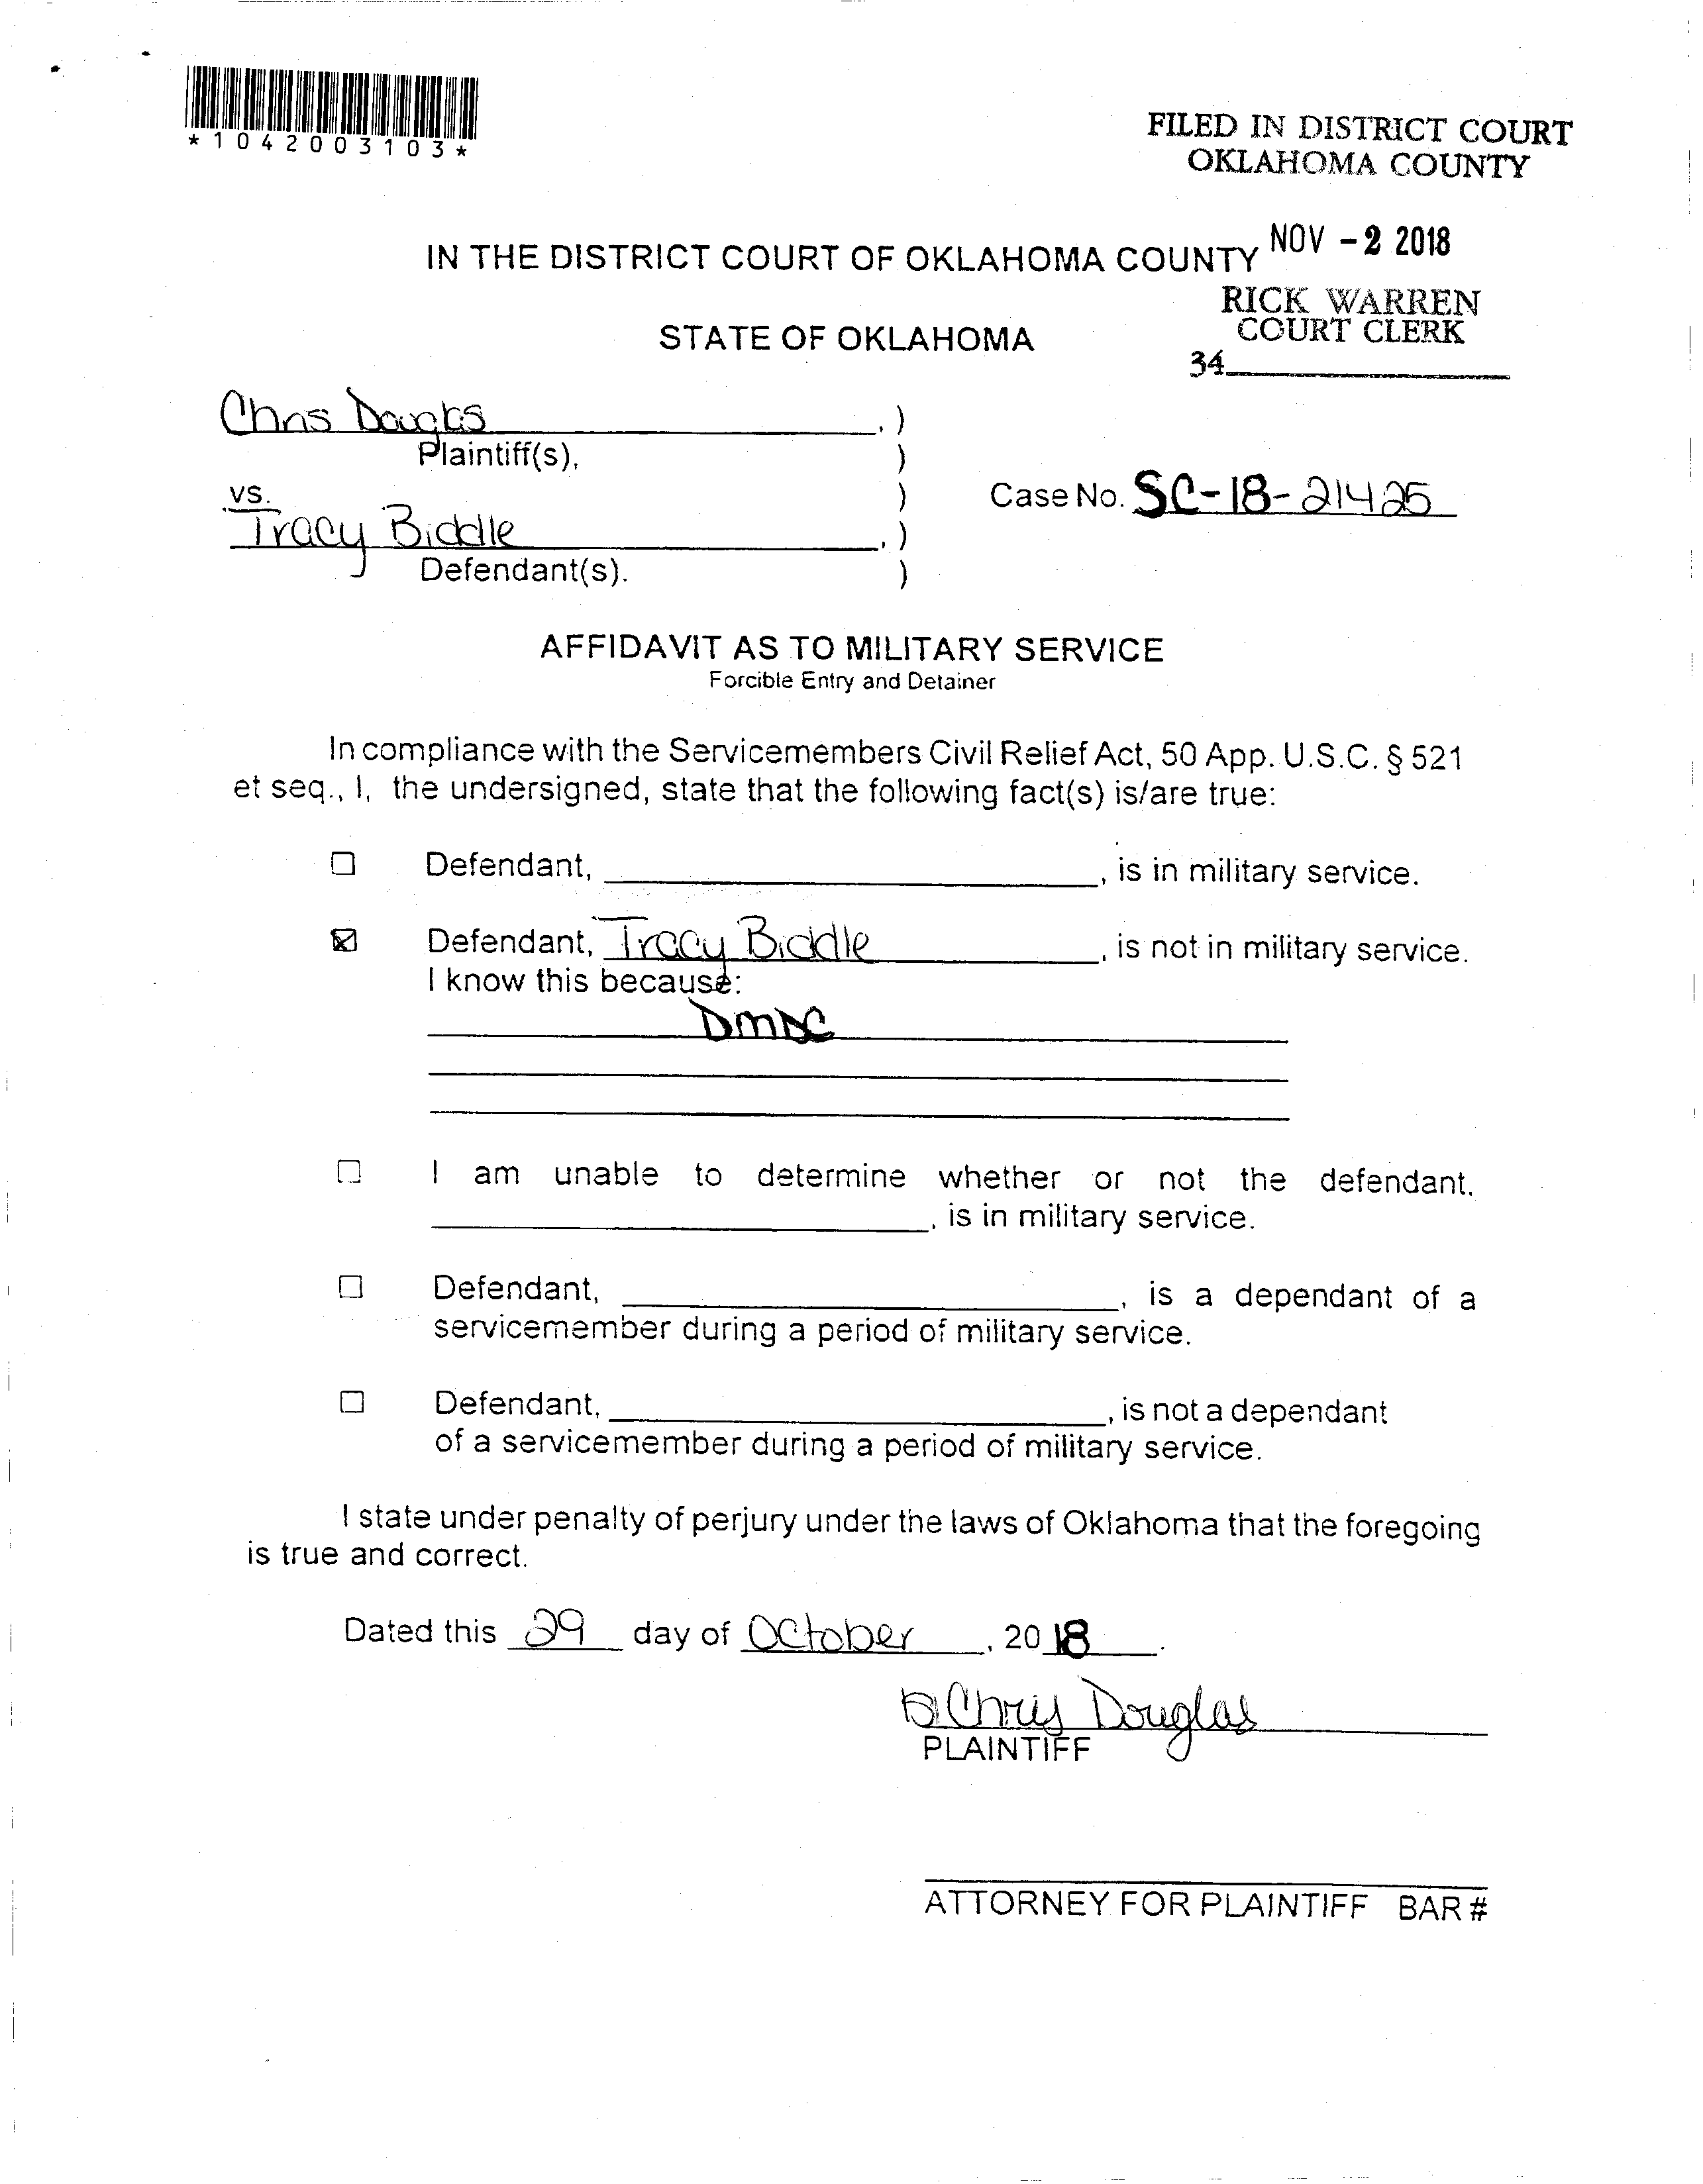 *1042003103*
FILED IN DISTRICT COURT
OKLAHOMA COUNTY
NOV - 2 2018
IN THE DISTRICT COURT OF OKLAHOMA COUNTY
RICK WARREN
COURT CLERK
STATE OF OKLAHOMA
34
Chris Douglas , )
Plaintiff(s), )
vs. )
Case No. SC-18-21425
Tracy Biddle , )
Defendant(s). )
AFFIDAVIT AS TO MILITARY SERVICE
Forcible Entry and Detainer
In compliance with the Servicemembers Civil Relief Act, 50 App. U.S.C. § 521
et seq., I, the undersigned, state that the following fact(s) is/are true:
☐ Defendant, , is in military service.
☒ Defendant, Tracy Biddle , is not in military service.
I know this because:
DMDC
☐ I am unable to determine whether or not the defendant,
, is in military service.
☐ Defendant, , is a dependant of a
servicemember during a period of military service.
☐ Defendant, , is not a dependant
of a servicemember during a period of military service.
I state under penalty of perjury under the laws of Oklahoma that the foregoing
is true and correct.
Dated this 29 day of October , 20 18 .
Chris Douglas
PLAINTIFF
ATTORNEY FOR PLAINTIFF BAR #